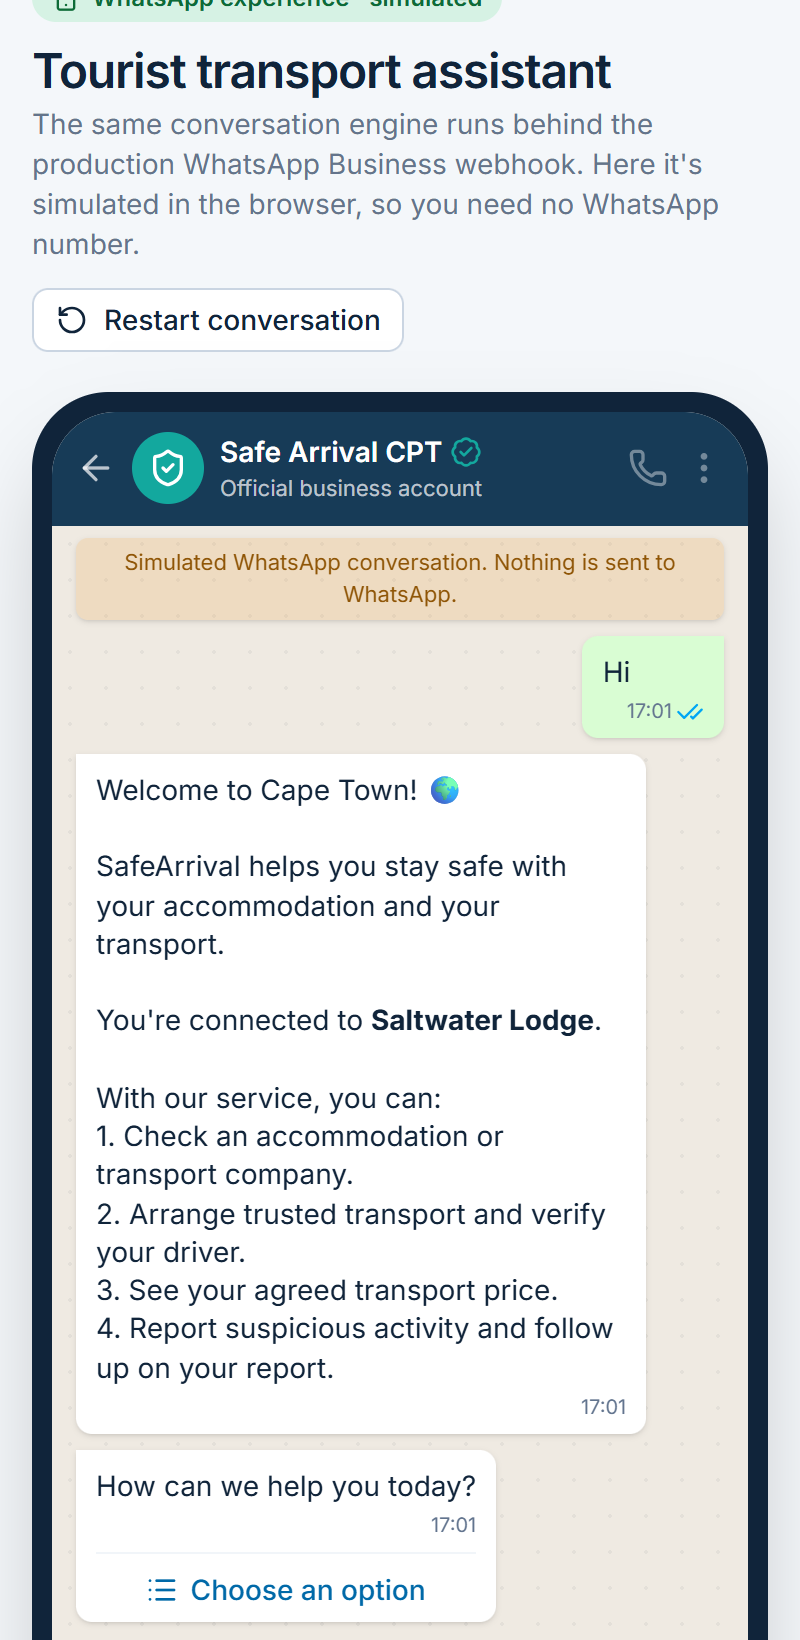 WhatsApp experience · simulated
Tourist transport assistant
The same conversation engine runs behind the
production WhatsApp Business webhook. Here it's
simulated in the browser, so you need no WhatsApp
number.
Restart conversation
Safe Arrival CPT
Official business account
Simulated WhatsApp conversation. Nothing is sent to
WhatsApp.
Hi
17:01
Welcome to Cape Town! 🌍
SafeArrival helps you stay safe with
your accommodation and your
transport.
You're connected to Saltwater Lodge.
With our service, you can:
1. Check an accommodation or
transport company.
2. Arrange trusted transport and verify
your driver.
3. See your agreed transport price.
4. Report suspicious activity and follow
up on your report.
17:01
How can we help you today?
17:01
Choose an option